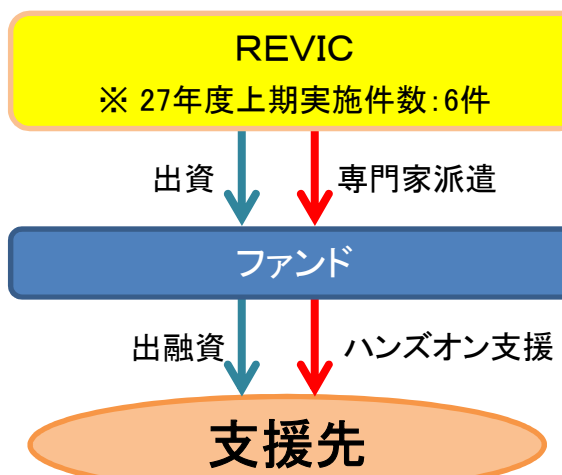 REVIC
※ 27年度上期実施件数:6件
出資 専門家派遣
ファンド
出融資 ハンズオン支援
支援先